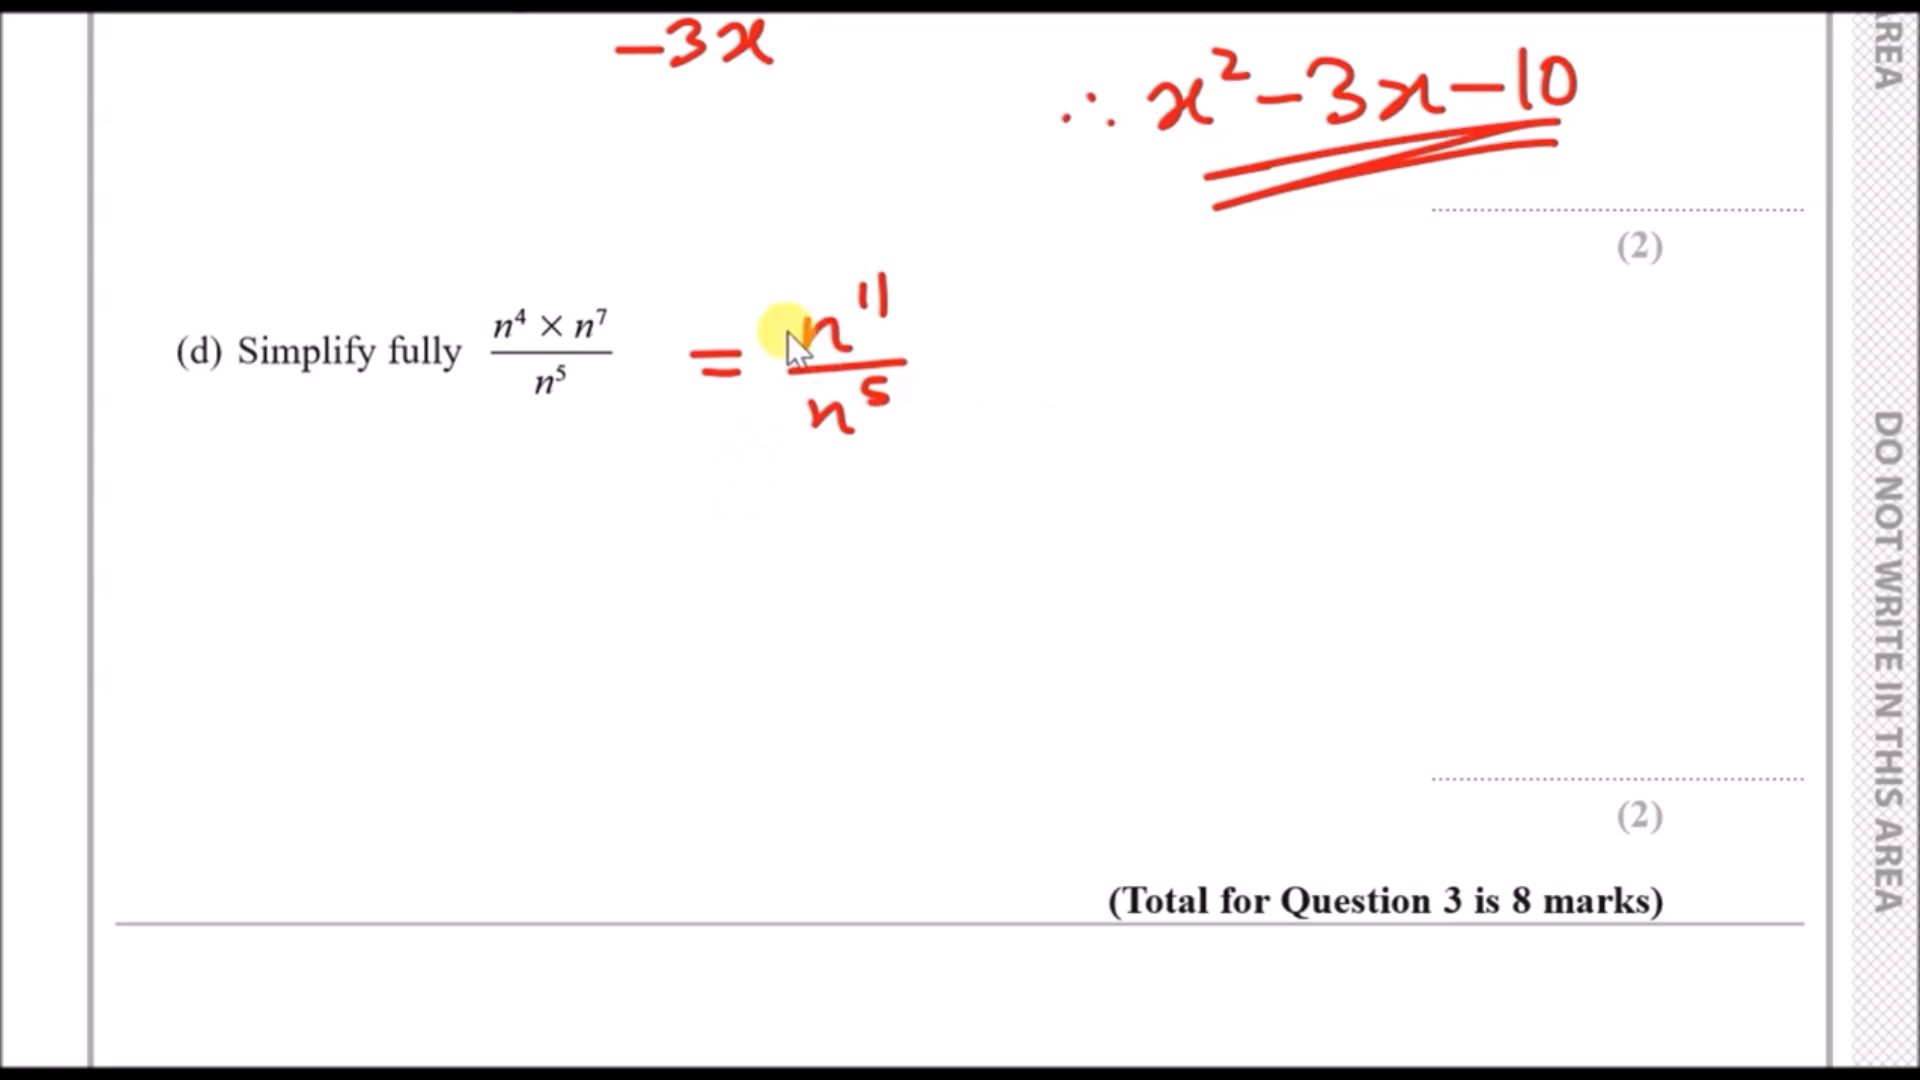 -3x
∴ x² - 3x - 10
(2)
(d) Simplify fully n⁴ × n⁷ / n⁵ = n¹¹ / n⁵
(2)
(Total for Question 3 is 8 marks)
REA
DO NOT WRITE IN THIS AREA